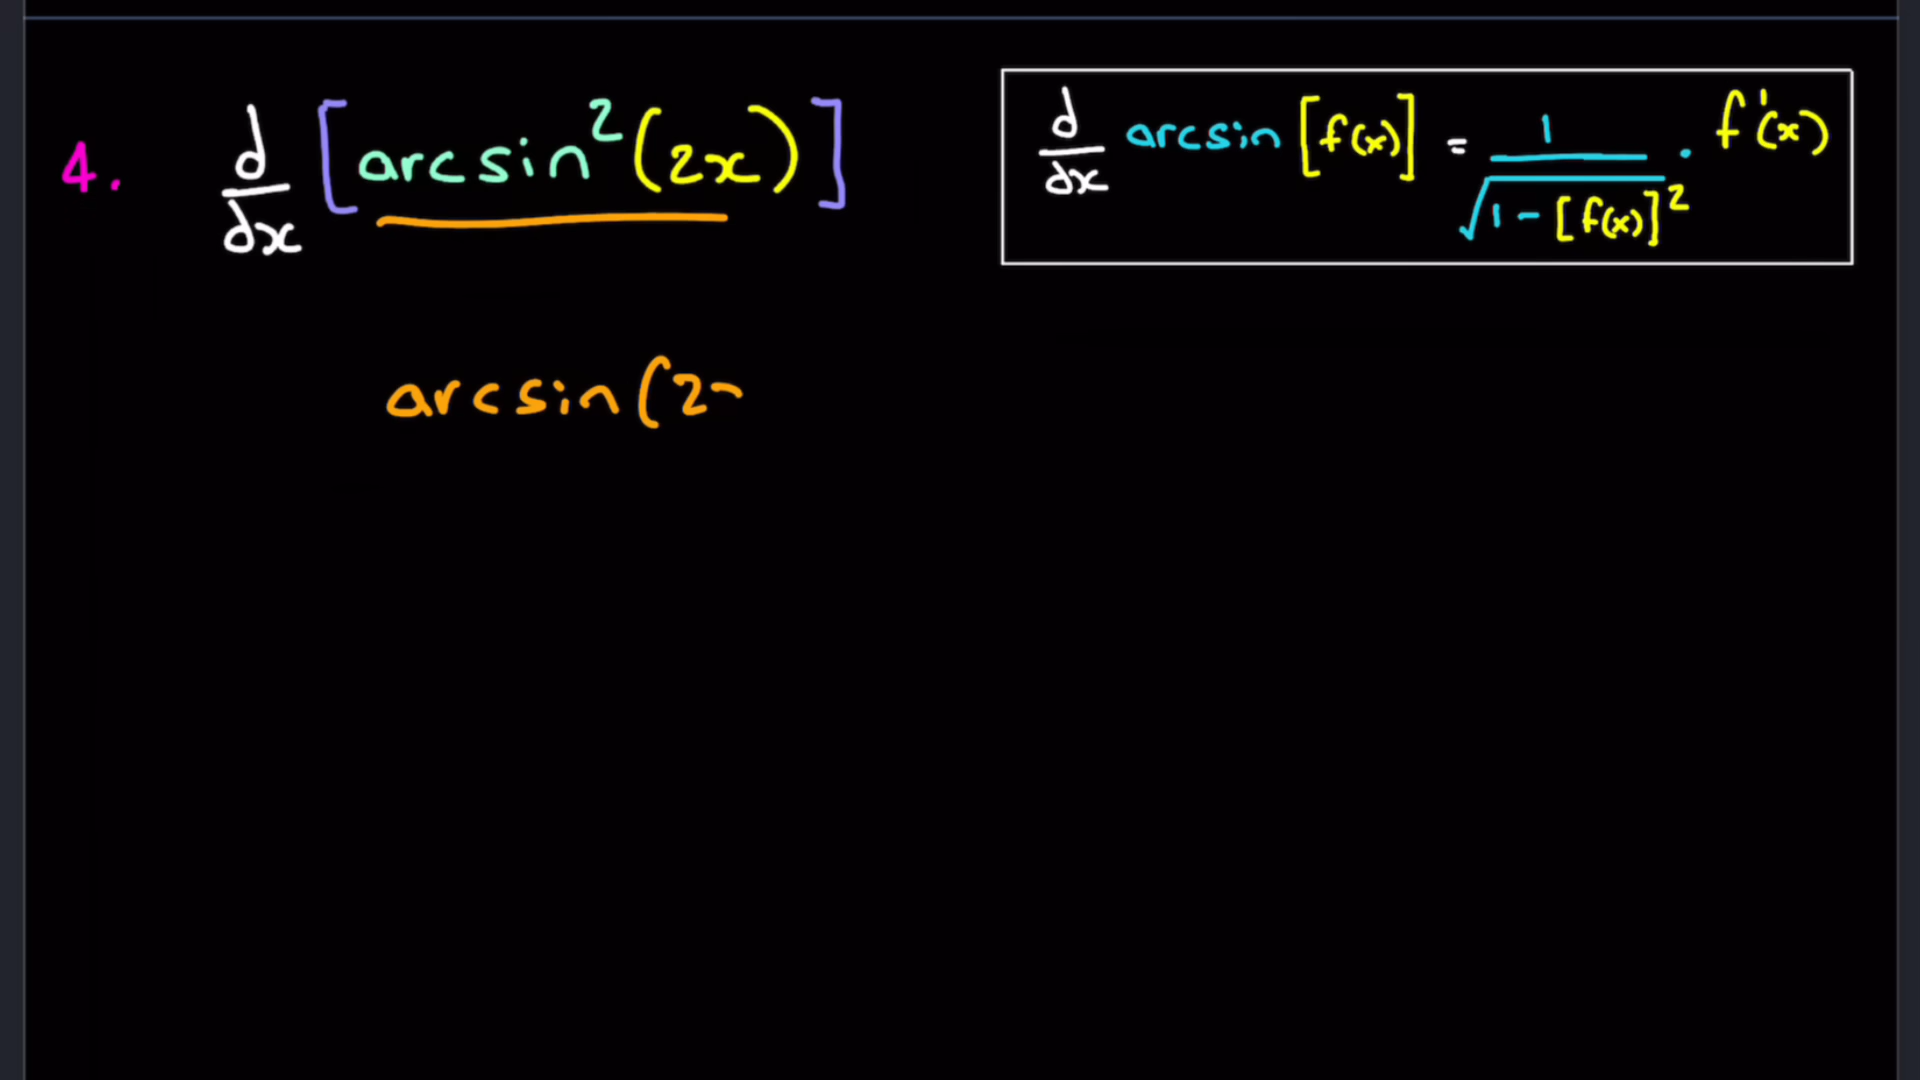 4. d/dx [arcsin²(2x)]
d/dx arcsin [f(x)] = 1/√(1 - [f(x)]²) · f'(x)
arcsin(2